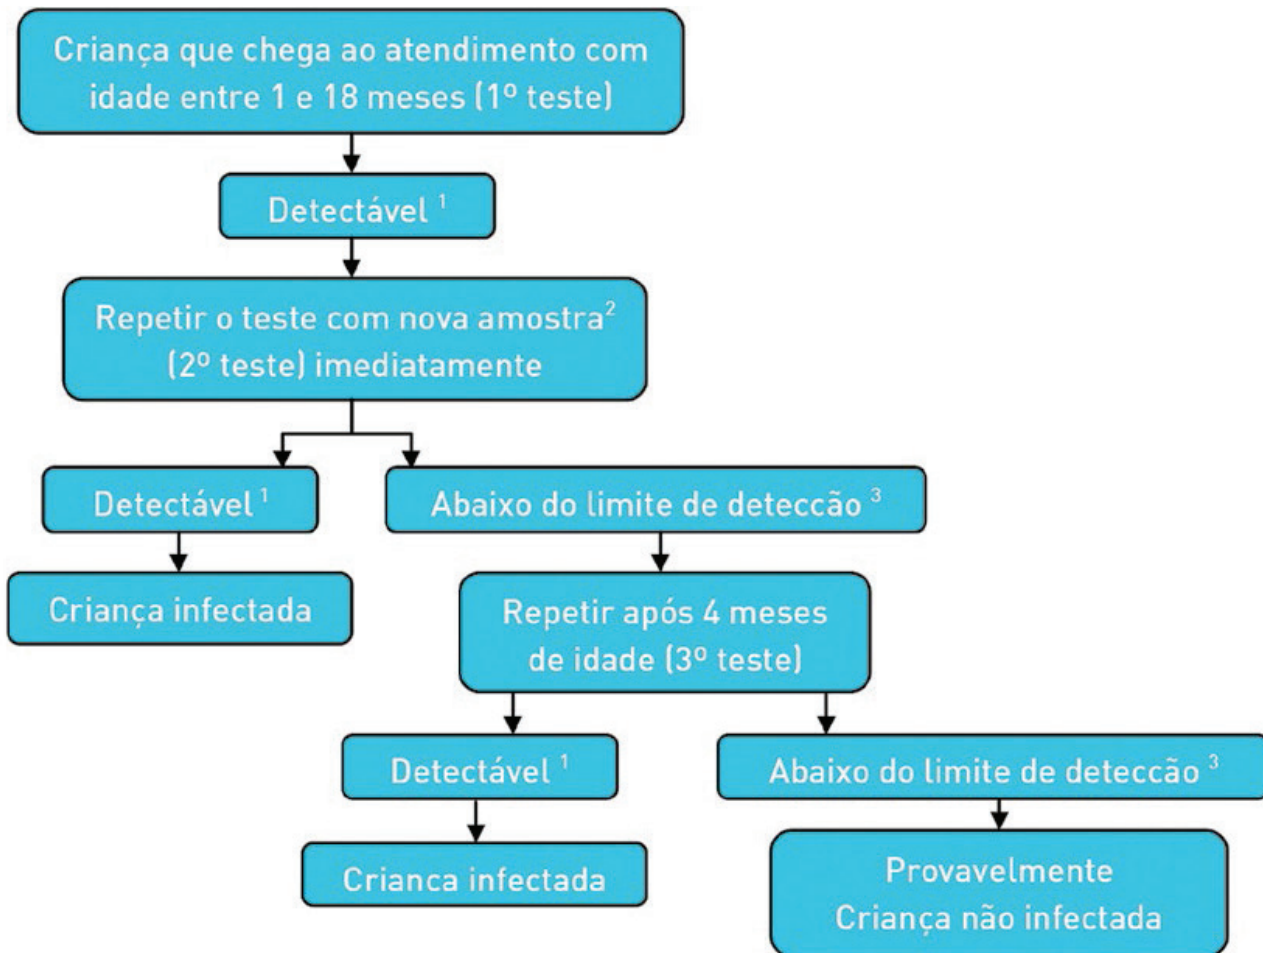 Criança que chega ao atendimento com
idade entre 1 e 18 meses (1º teste)
Detectável ¹
Repetir o teste com nova amostra²
(2º teste) imediatamente
Detectável ¹
Abaixo do limite de deteccão ³
Criança infectada
Repetir após 4 meses
de idade (3º teste)
Detectável ¹
Abaixo do limite de deteccão ³
Crianca infectada
Provavelmente
Criança não infectada